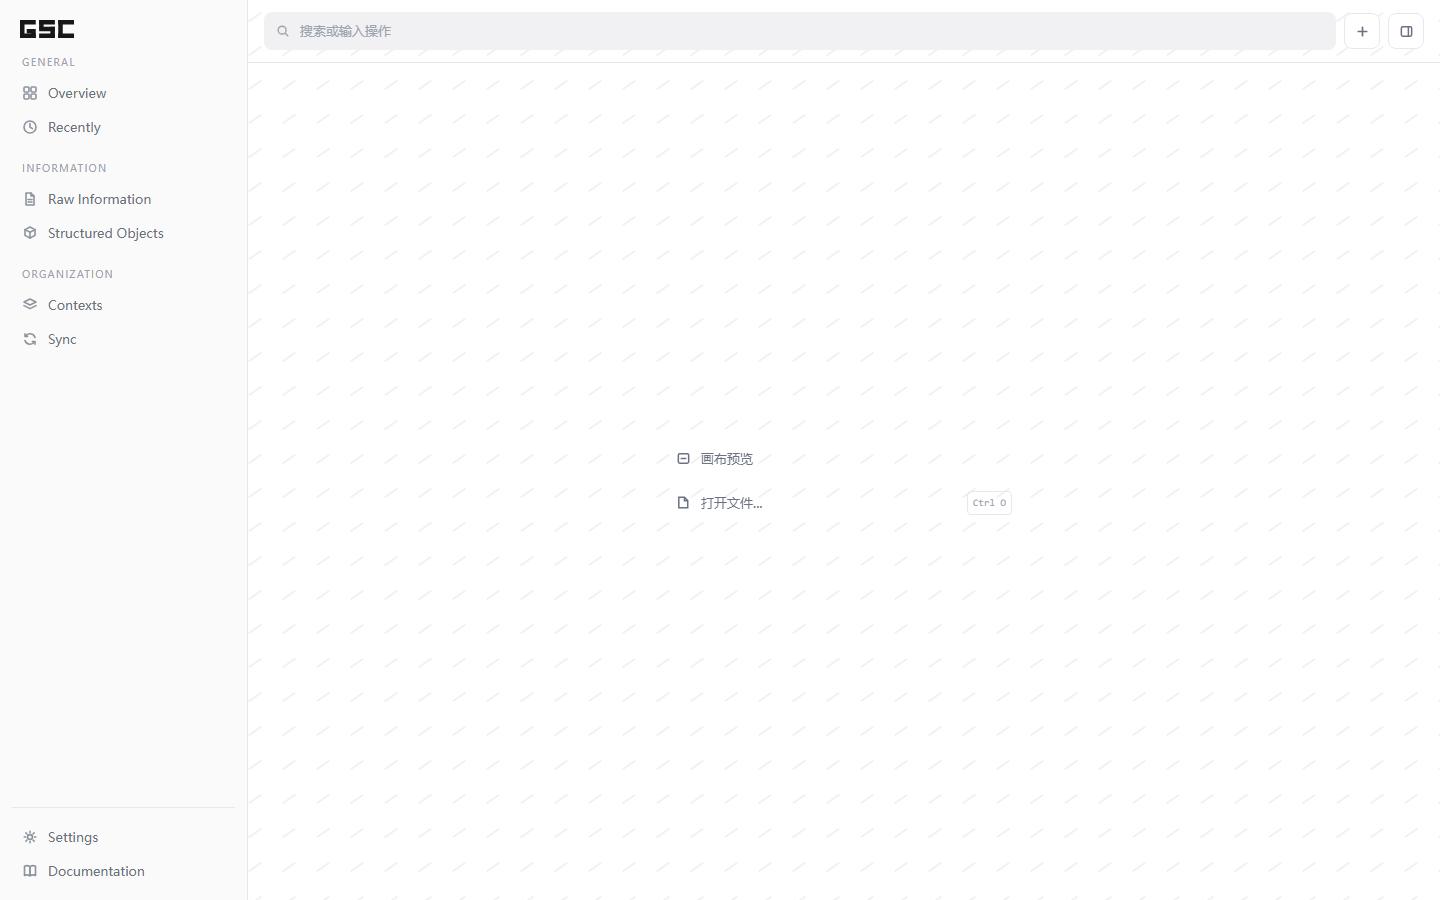 GSC
GENERAL
Overview
Recently
INFORMATION
Raw Information
Structured Objects
ORGANIZATION
Contexts
Sync
Settings
Documentation
搜索或输入操作
画布预览
打开文件...
Ctrl O